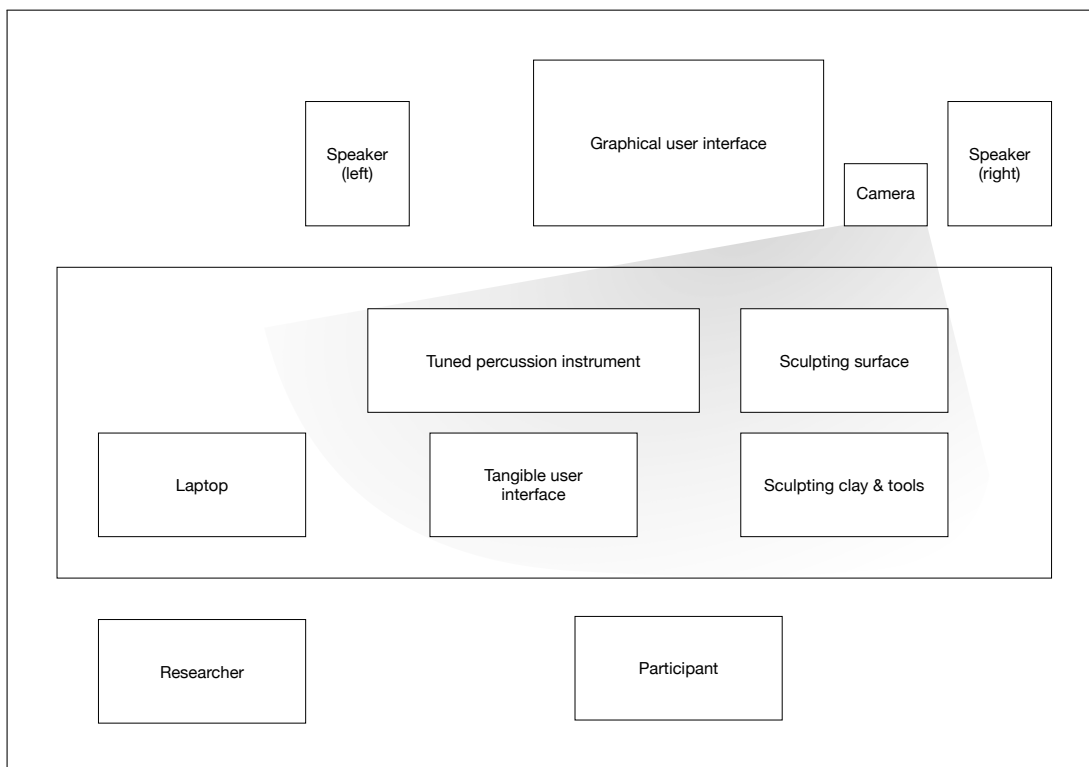 Graphical user interface
Speaker
(left)
Speaker
(right)
Camera
Tuned percussion instrument
Sculpting surface
Laptop
Tangible user
interface
Sculpting clay & tools
Researcher
Participant